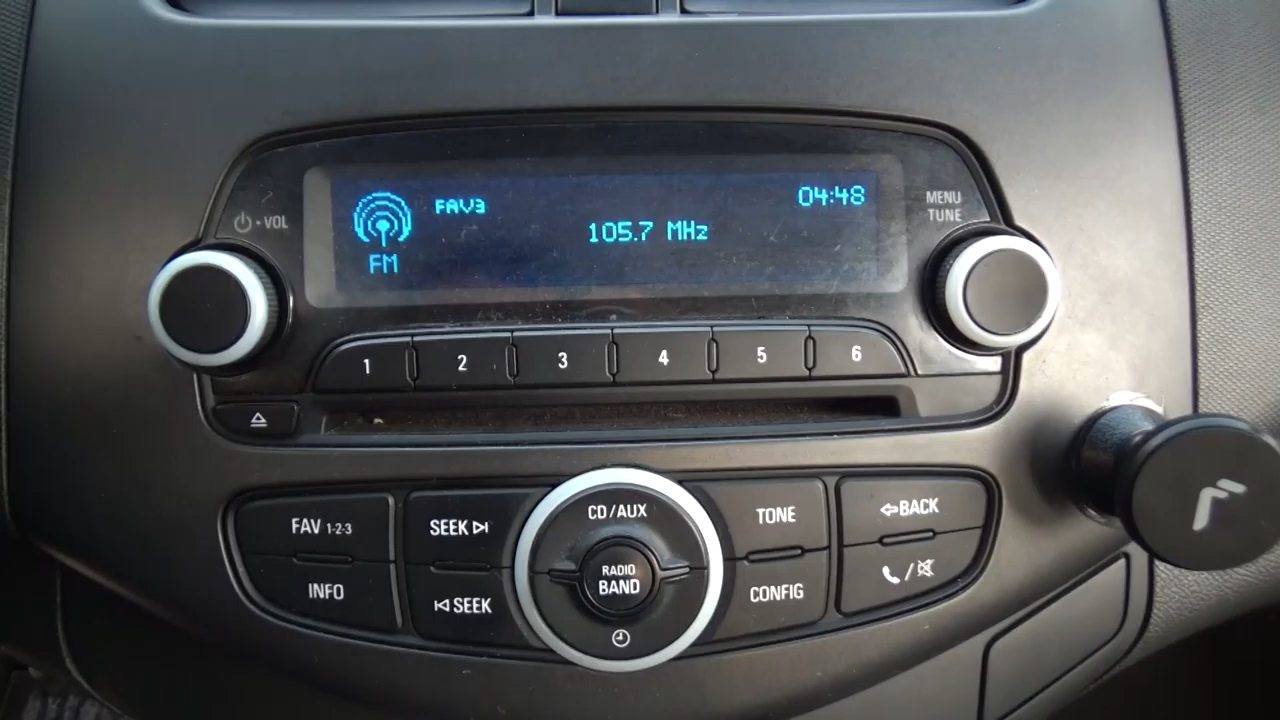 FAV3
04:48
105.7 MHz
FM
VOL
MENU
TUNE
1 2 3 4 5 6
FAV 1-2-3
SEEK
CD/AUX
TONE
BACK
INFO
SEEK
RADIO
BAND
CONFIG
/